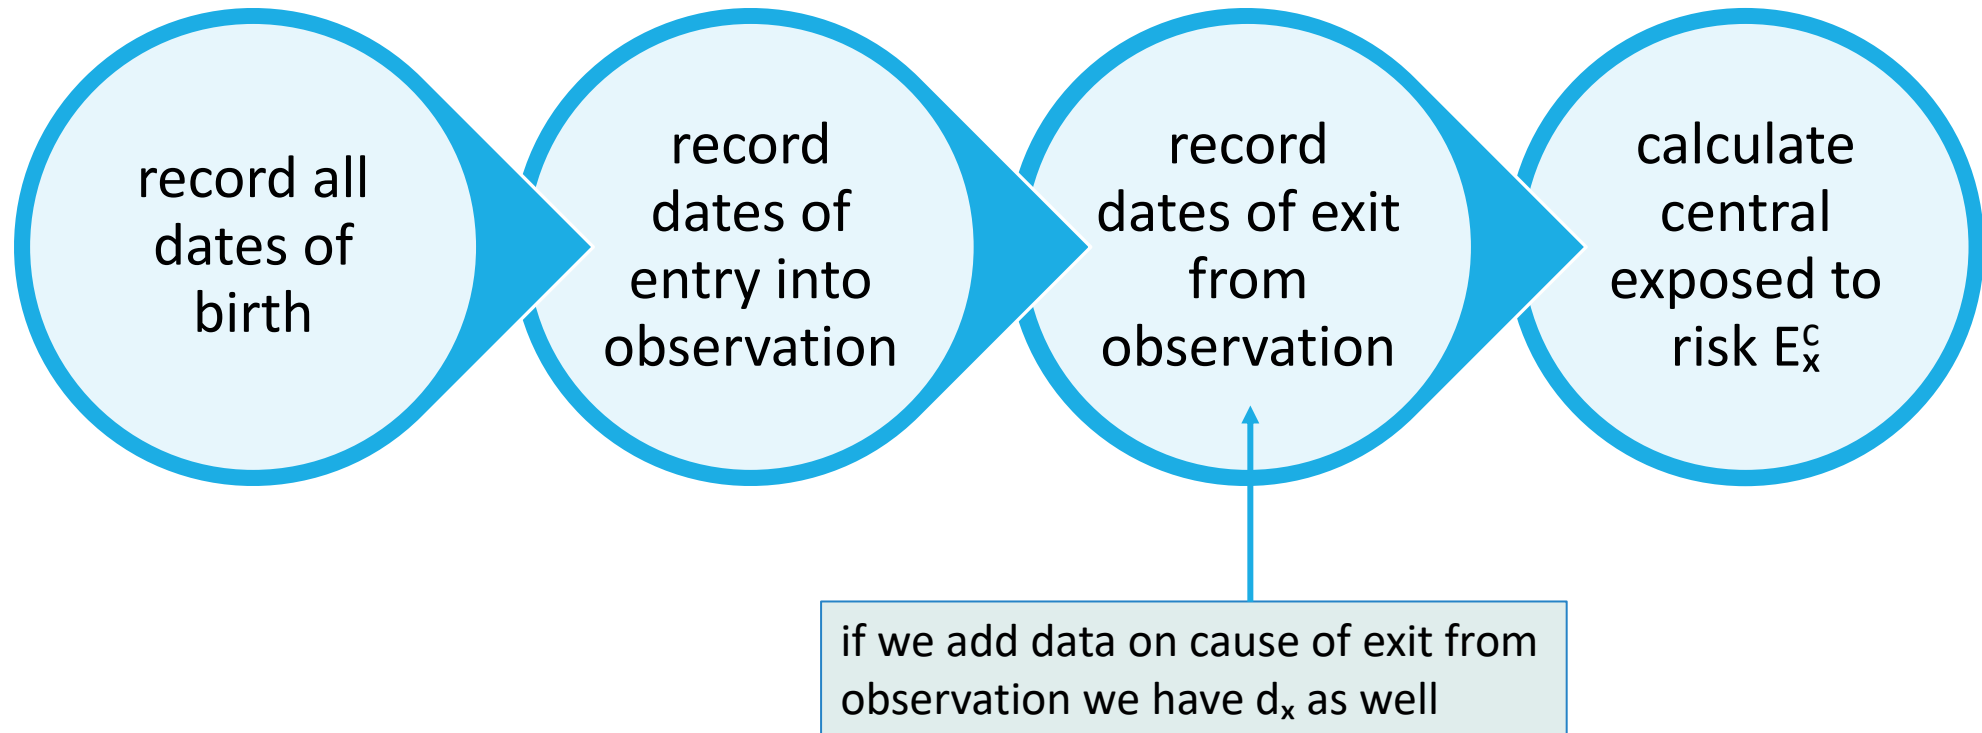 record all
dates of
birth
record
dates of
entry into
observation
record
dates of exit
from
observation
calculate
central
exposed to
risk Eₓᶜ
if we add data on cause of exit from
observation we have dₓ as well